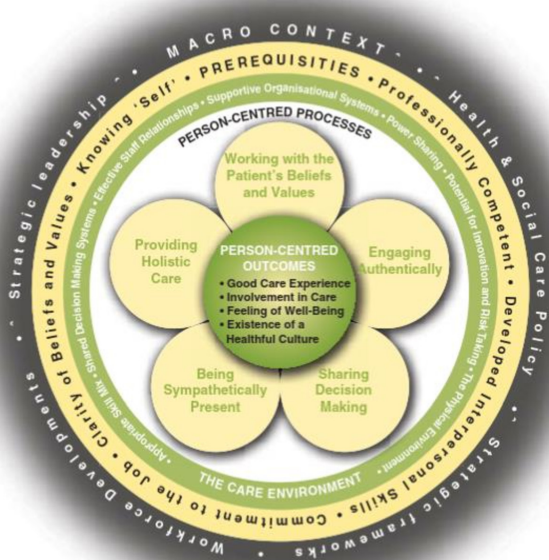 MACRO CONTEXT
Health & Social Care Policy
Strategic frameworks
Workforce Developments
Strategic leadership
PREREQUISITIES • Professionally Competent • Developed Interpersonal Skills • Commitment to the Job • Clarity of Beliefs and Values • Knowing 'Self' •
THE CARE ENVIRONMENT • Appropriate Skill Mix • Shared Decision Making Systems • Effective Staff Relationships • Supportive Organisational Systems • Power Sharing • Potential for Innovation and Risk Taking • The Physical Environment •
PERSON-CENTRED PROCESSES
Working with the
Patient's Beliefs
and Values
Engaging
Authentically
Sharing
Decision
Making
Being
Sympathetically
Present
Providing
Holistic
Care
PERSON-CENTRED
OUTCOMES
• Good Care Experience
• Involvement in Care
• Feeling of Well-Being
• Existence of a
Healthful Culture